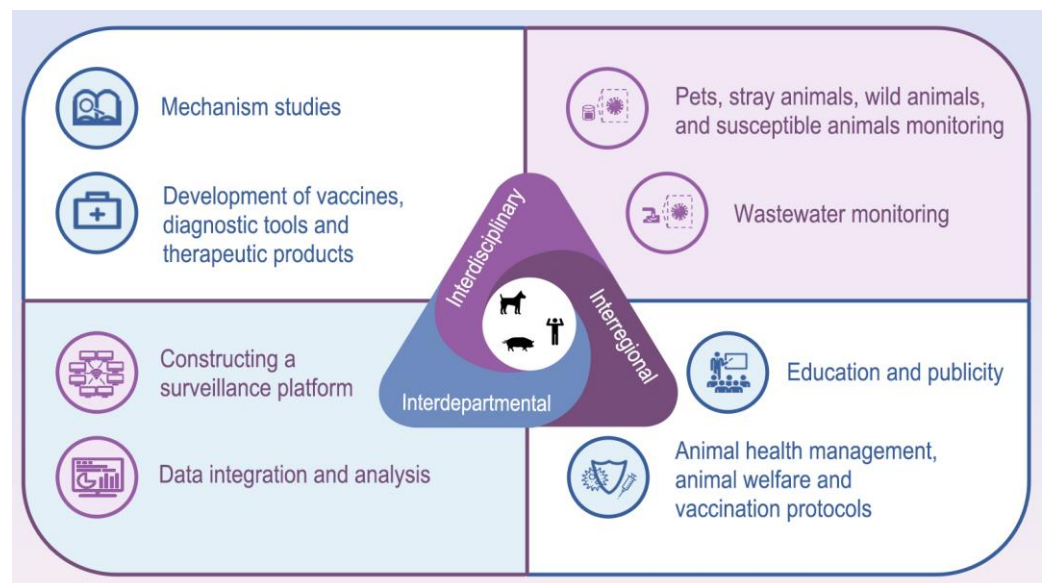 Mechanism studies
Development of vaccines,
diagnostic tools and
therapeutic products
Pets, stray animals, wild animals,
and susceptible animals monitoring
Wastewater monitoring
Interdisciplinary
Interregional
Interdepartmental
Constructing a
surveillance platform
Data integration and analysis
Education and publicity
Animal health management,
animal welfare and
vaccination protocols